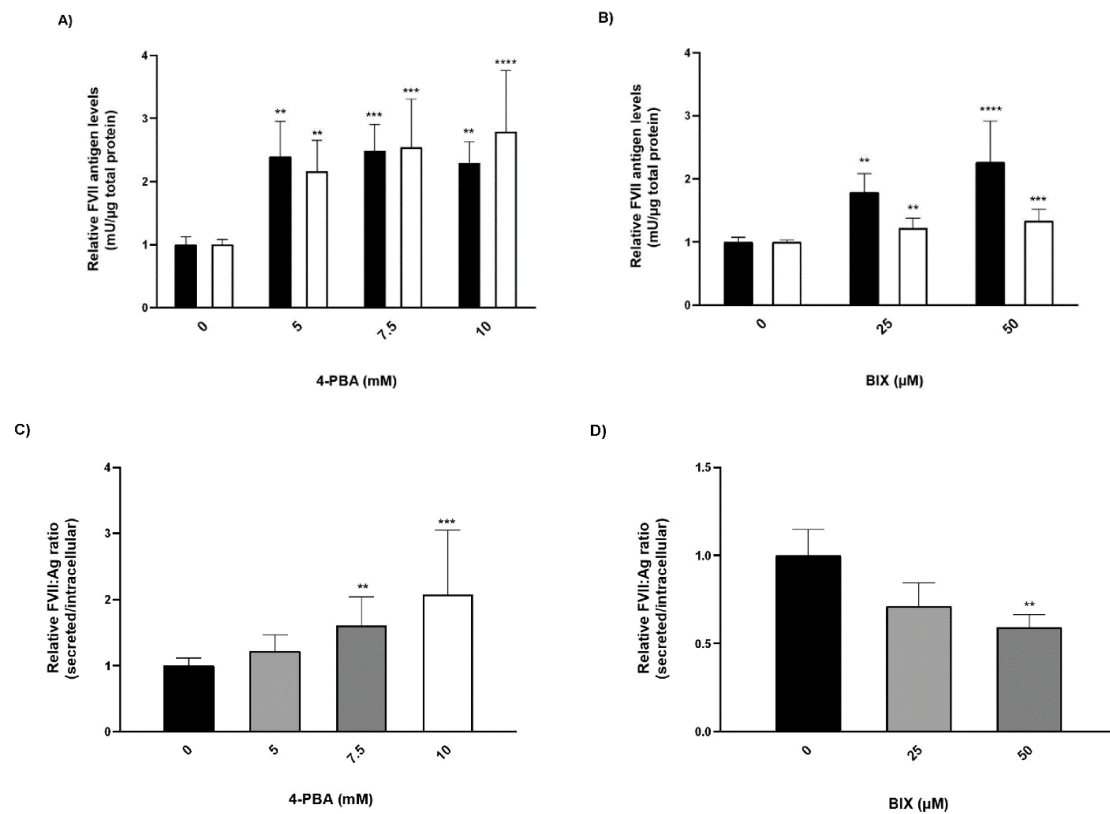 A)
Relative FVII antigen levels
(mU/µg total protein)
4
3
2
1
0
**
**
***
***
**
****
0
5
7.5
10
4-PBA (mM)
B)
Relative FVII antigen levels
(mU/µg total protein)
4
3
2
1
0
**
**
****
***
0
25
50
BIX (µM)
C)
Relative FVII:Ag ratio
(secreted/intracellular)
4
3
2
1
0
**
***
0
5
7.5
10
4-PBA (mM)
D)
Relative FVII:Ag ratio
(secreted/intracellular)
1.5
1.0
0.5
0.0
**
0
25
50
BIX (µM)